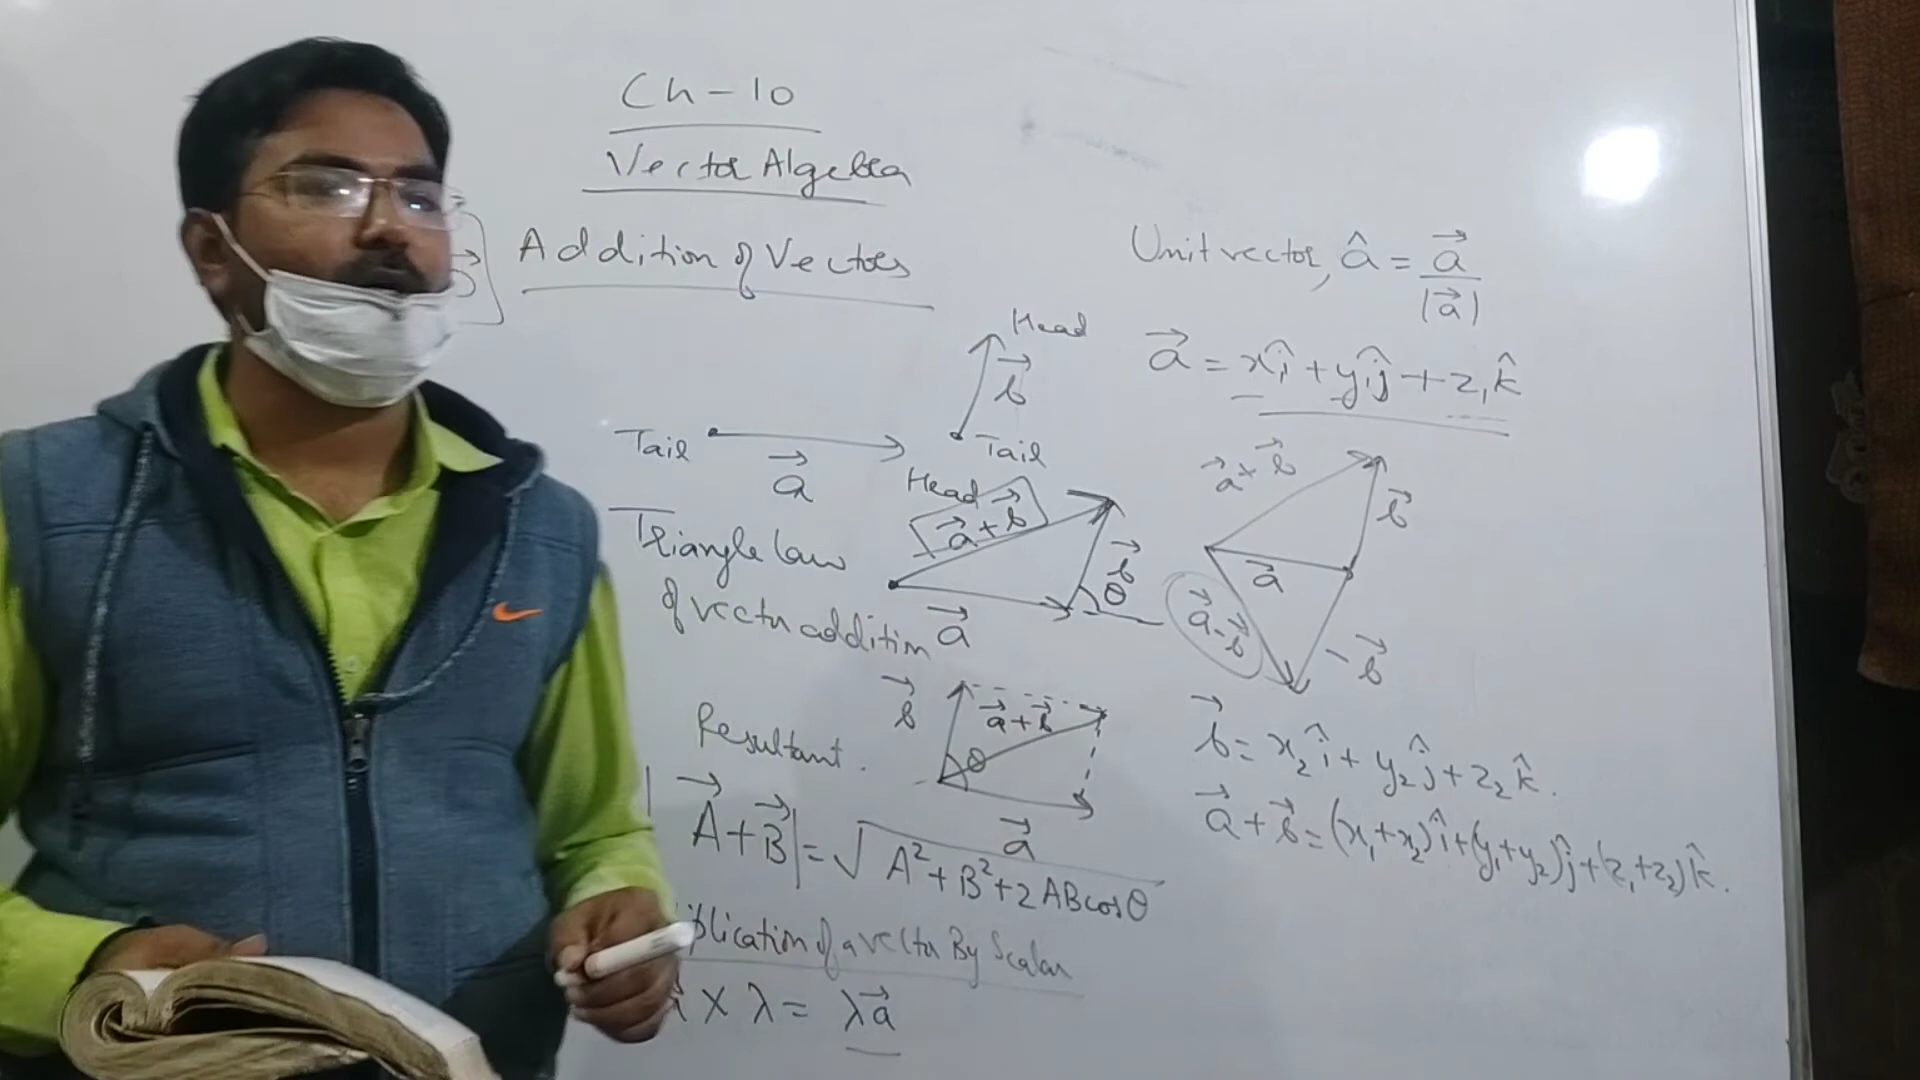 Ch-10
Vector Algebra
Addition of Vectors
Tail
a⃗
Head
Head
b⃗
Tail
Triangle law
of vector addition
a⃗ + b⃗
b⃗
θ
a⃗
Resultant.
b⃗
a⃗ + b⃗
θ
a⃗
|A⃗ + B⃗| = √A² + B² + 2ABcosθ
plication of a vector By Scalar
a⃗ × λ = λa⃗
Unit vector, â = a⃗/|a⃗|
a⃗ = x₁î + y₁ĵ + z₁k̂
a⃗ + b⃗
b⃗
a⃗
a⃗ - b⃗
-b⃗
b⃗ = x₂î + y₂ĵ + z₂k̂.
a⃗ + b⃗ = (x₁+x₂)î + (y₁+y₂)ĵ + (z₁+z₂)k̂.